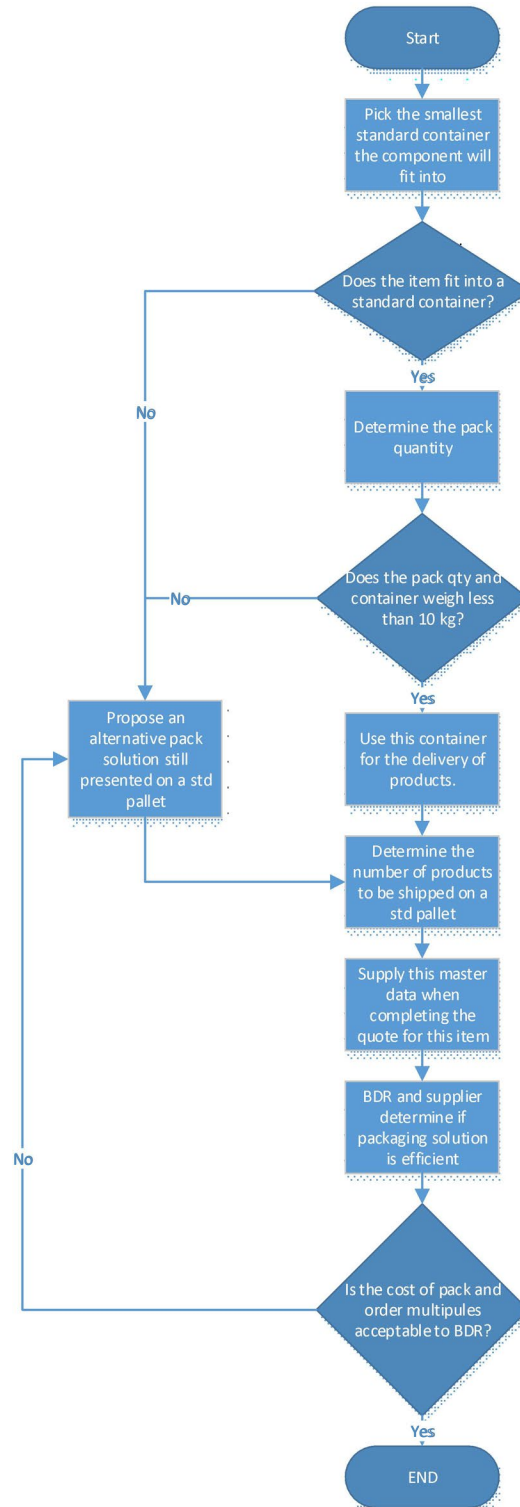 Start
Pick the smallest
standard container
the component will
fit into
Does the item fit into a
standard container?
Yes
No
Determine the pack
quantity
Does the pack qty and
container weigh less
than 10 kg?
No
Yes
Propose an
alternative pack
solution still
presented on a std
pallet
Use this container
for the delivery of
products.
Determine the
number of products
to be shipped on a
std pallet
Supply this master
data when
completing the
quote for this item
BDR and supplier
determine if
packaging solution
is efficient
No
Is the cost of pack and
order multipules
acceptable to BDR?
Yes
END